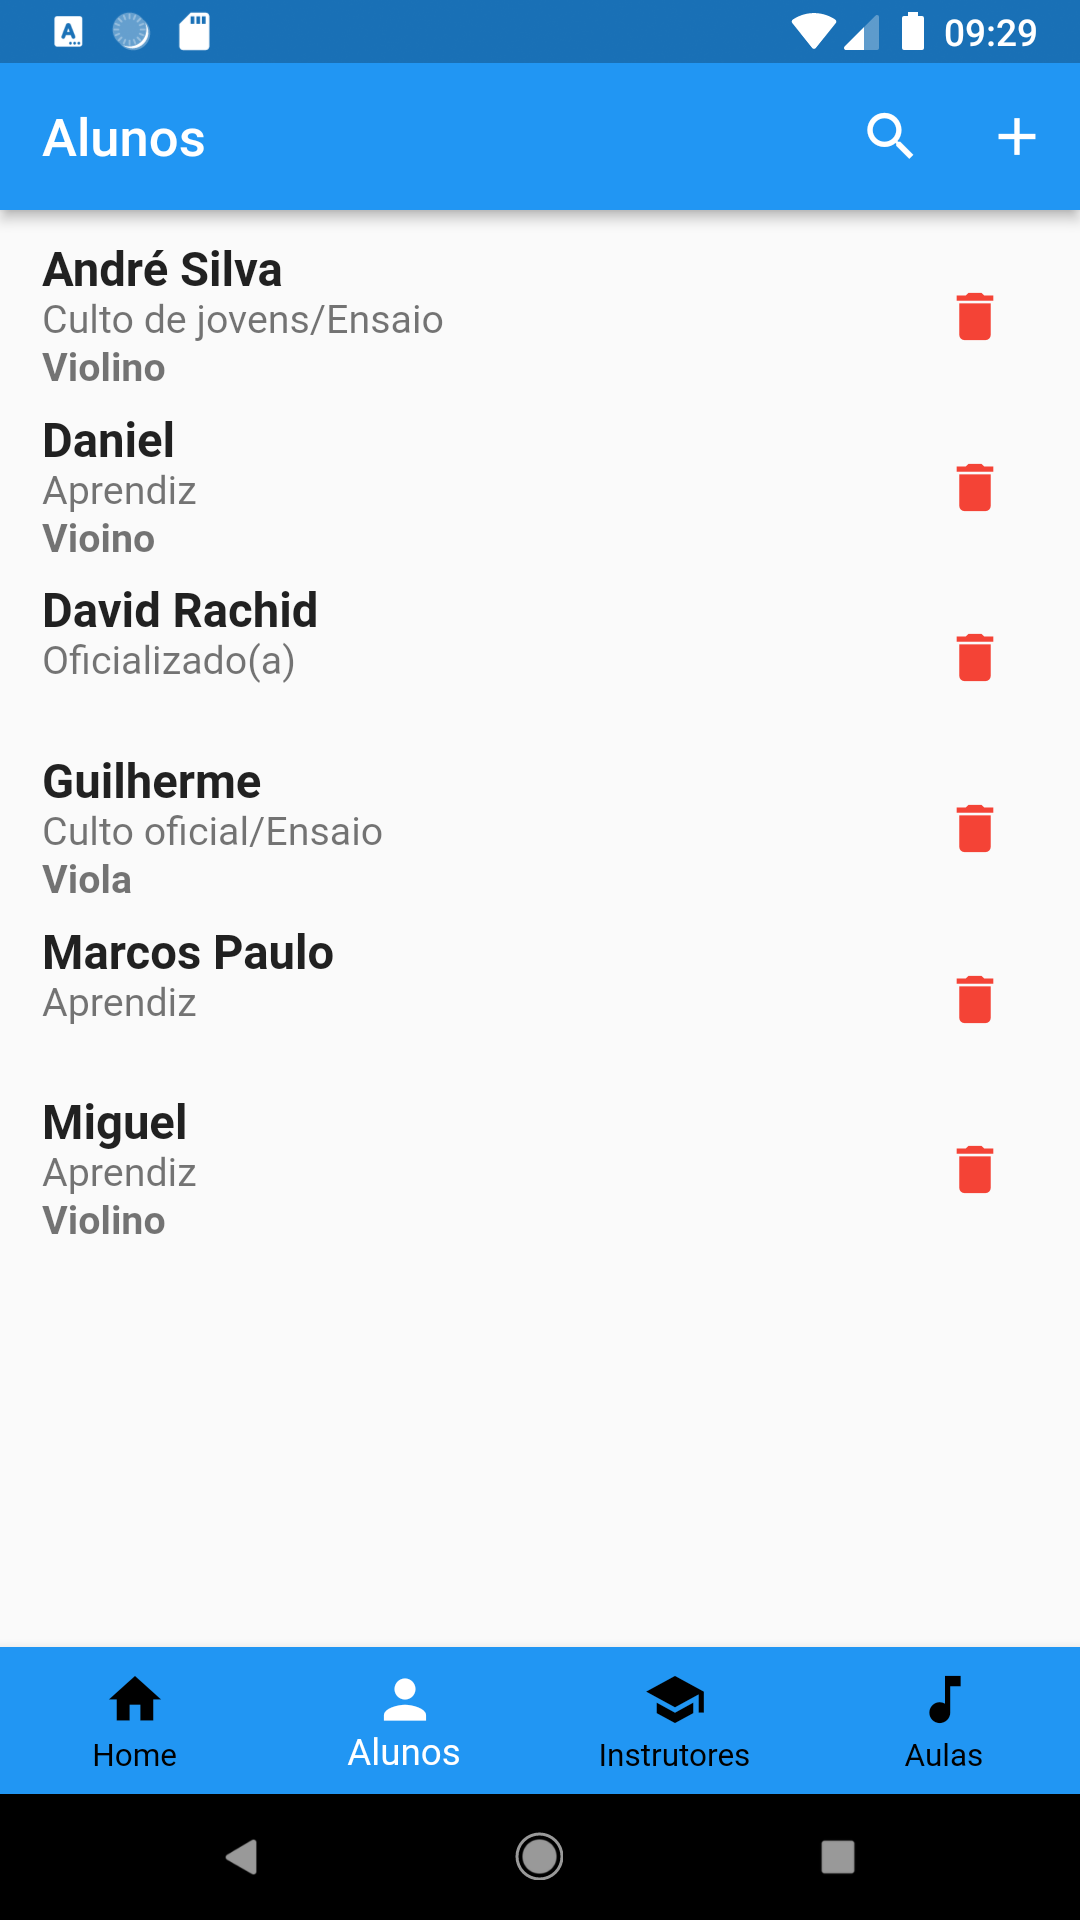 09:29
Alunos
André Silva
Culto de jovens/Ensaio
Violino
Daniel
Aprendiz
Vioino
David Rachid
Oficializado(a)
Guilherme
Culto oficial/Ensaio
Viola
Marcos Paulo
Aprendiz
Miguel
Aprendiz
Violino
Home
Alunos
Instrutores
Aulas